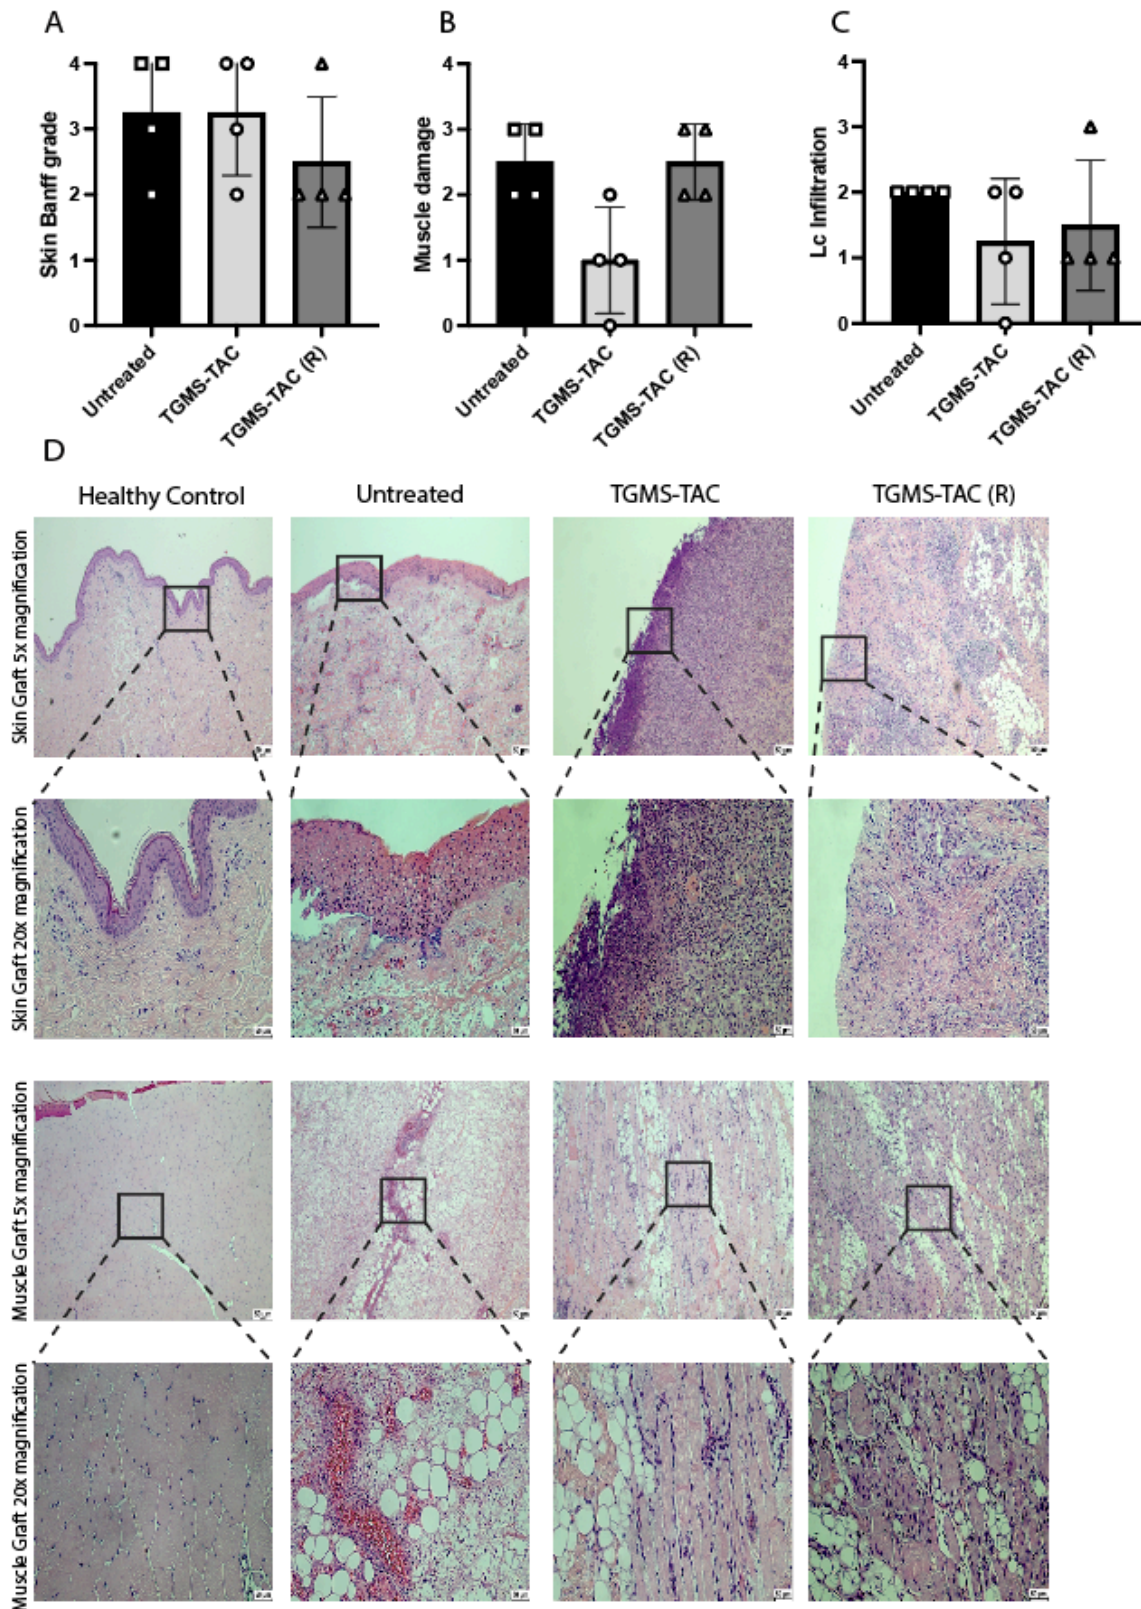 A
B
C
Skin Banff grade
4
3
2
1
0
Untreated
TGMS-TAC
TGMS-TAC (R)
Muscle damage
4
3
2
1
0
Untreated
TGMS-TAC
TGMS-TAC (R)
Lc Infiltration
4
3
2
1
0
Untreated
TGMS-TAC
TGMS-TAC (R)
D
Healthy Control
Untreated
TGMS-TAC
TGMS-TAC (R)
Skin Graft 5x magnification
Skin Graft 20x magnification
Muscle Graft 5x magnification
Muscle Graft 20x magnification